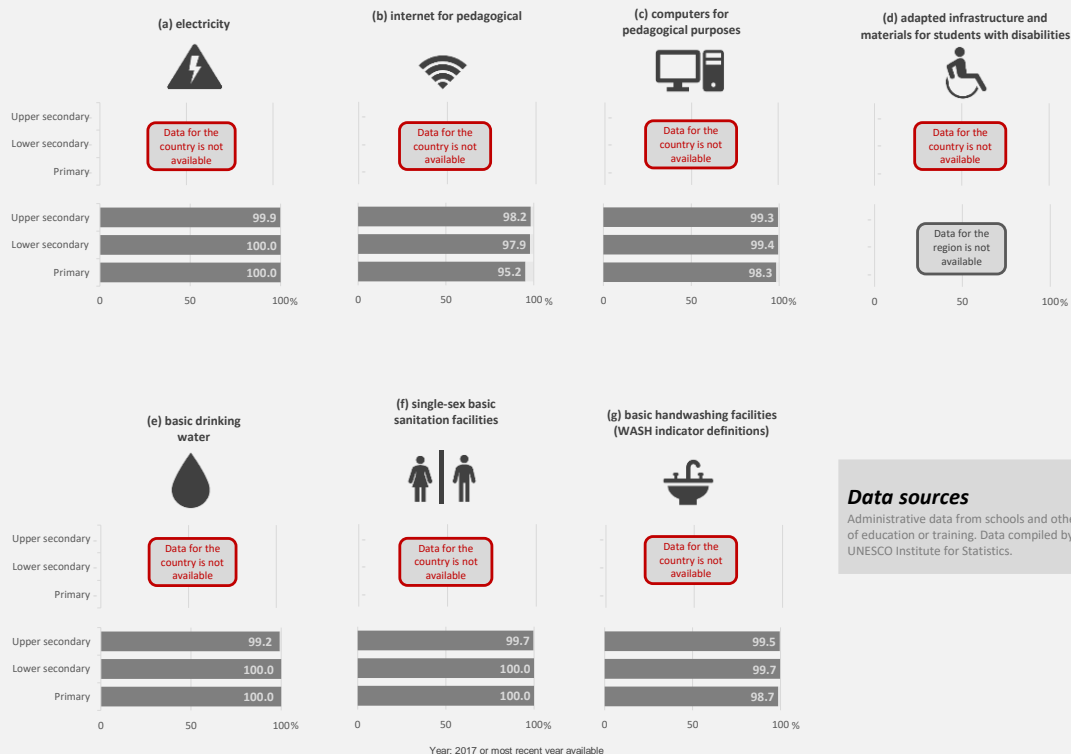 (a) electricity
(b) internet for pedagogical
(c) computers for
pedagogical purposes
(d) adapted infrastructure and
materials for students with disabilities
Upper secondary
Lower secondary
Primary
Data for the
country is not
available
Data for the
country is not
available
Data for the
country is not
available
Data for the
country is not
available
0 50 100
0 50 100
0 50 100
Upper secondary
Lower secondary
Primary
99.9
100.0
100.0
98.2
97.9
95.2
99.3
99.4
98.3
Data for the
region is not
available
0 50 100%
0 50 100 %
0 50 100 %
0 50 100 %
(e) basic drinking
water
(f) single-sex basic
sanitation facilities
(g) basic handwashing facilities
(WASH indicator definitions)
Upper secondary
Lower secondary
Primary
Data for the
country is not
available
Data for the
country is not
available
Data for the
country is not
available
Upper secondary
Lower secondary
Primary
99.2
100.0
100.0
99.7
100.0
100.0
99.5
99.7
98.7
0 50 100%
0 50 100 %
0 50 100 %
Data sources
Administrative data from schools and othe
of education or training. Data compiled by
UNESCO Institute for Statistics.
Year: 2017 or most recent year available